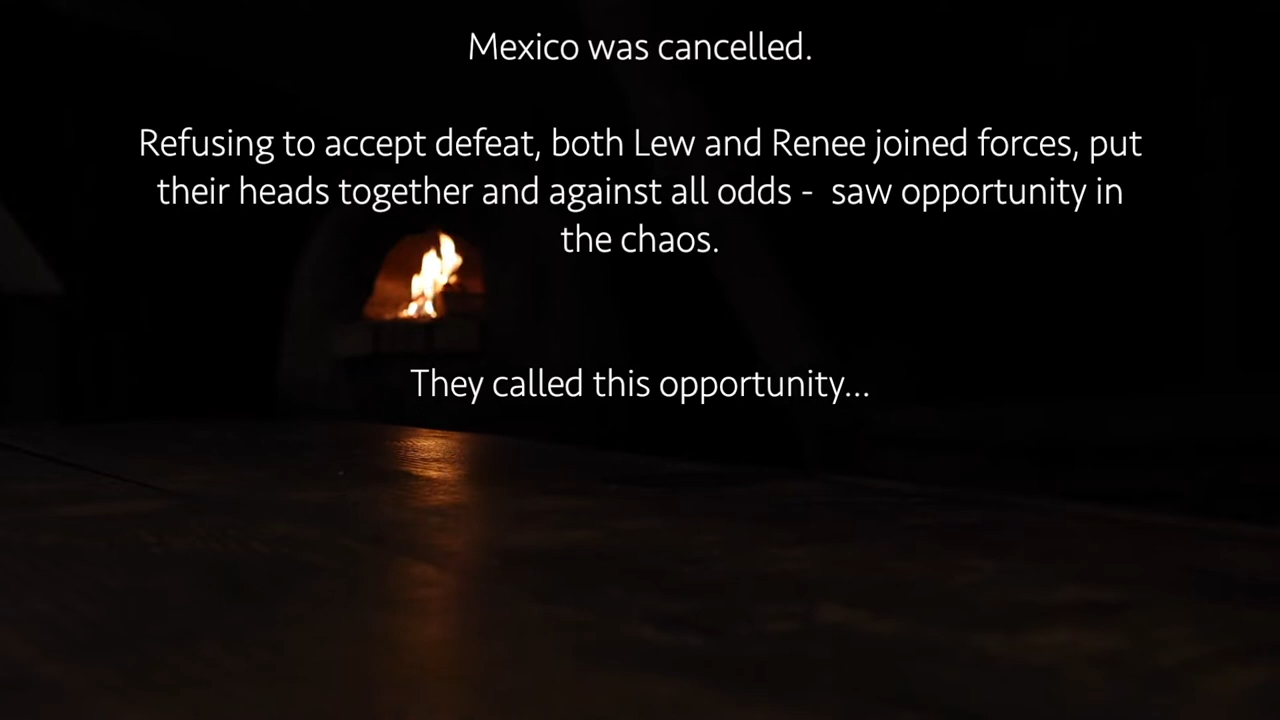 Mexico was cancelled.
Refusing to accept defeat, both Lew and Renee joined forces, put
their heads together and against all odds -  saw opportunity in
the chaos.
They called this opportunity...